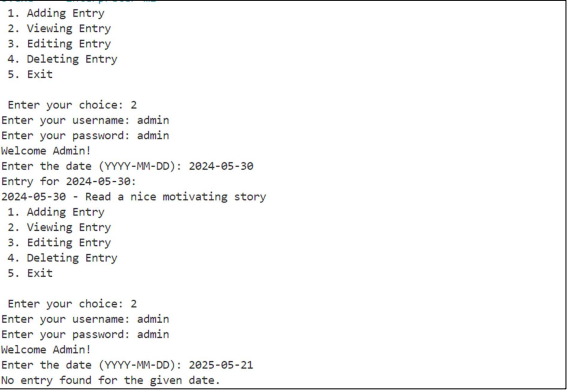 1. Adding Entry
2. Viewing Entry
3. Editing Entry
4. Deleting Entry
5. Exit
Enter your choice: 2
Enter your username: admin
Enter your password: admin
Welcome Admin!
Enter the date (YYYY-MM-DD): 2024-05-30
Entry for 2024-05-30:
2024-05-30 - Read a nice motivating story
1. Adding Entry
2. Viewing Entry
3. Editing Entry
4. Deleting Entry
5. Exit
Enter your choice: 2
Enter your username: admin
Enter your password: admin
Welcome Admin!
Enter the date (YYYY-MM-DD): 2025-05-21
No entry found for the given date.